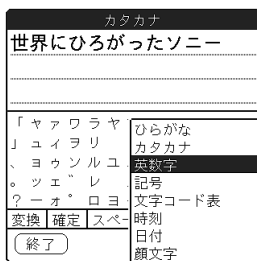 カタカナ
世界にひろがったソニー
「ャァワラヤ
」ュィヲリ
、ョゥンルユ
。ッェ゛レ
?ーォ゜ロヨ
変換 確定 スペー
終了
ひらがな
カタカナ
英数字
記号
文字コード表
時刻
日付
顔文字